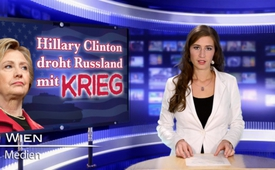 Hillary Clinton
droht Russland
mit KRIEG
WIEN
Medien